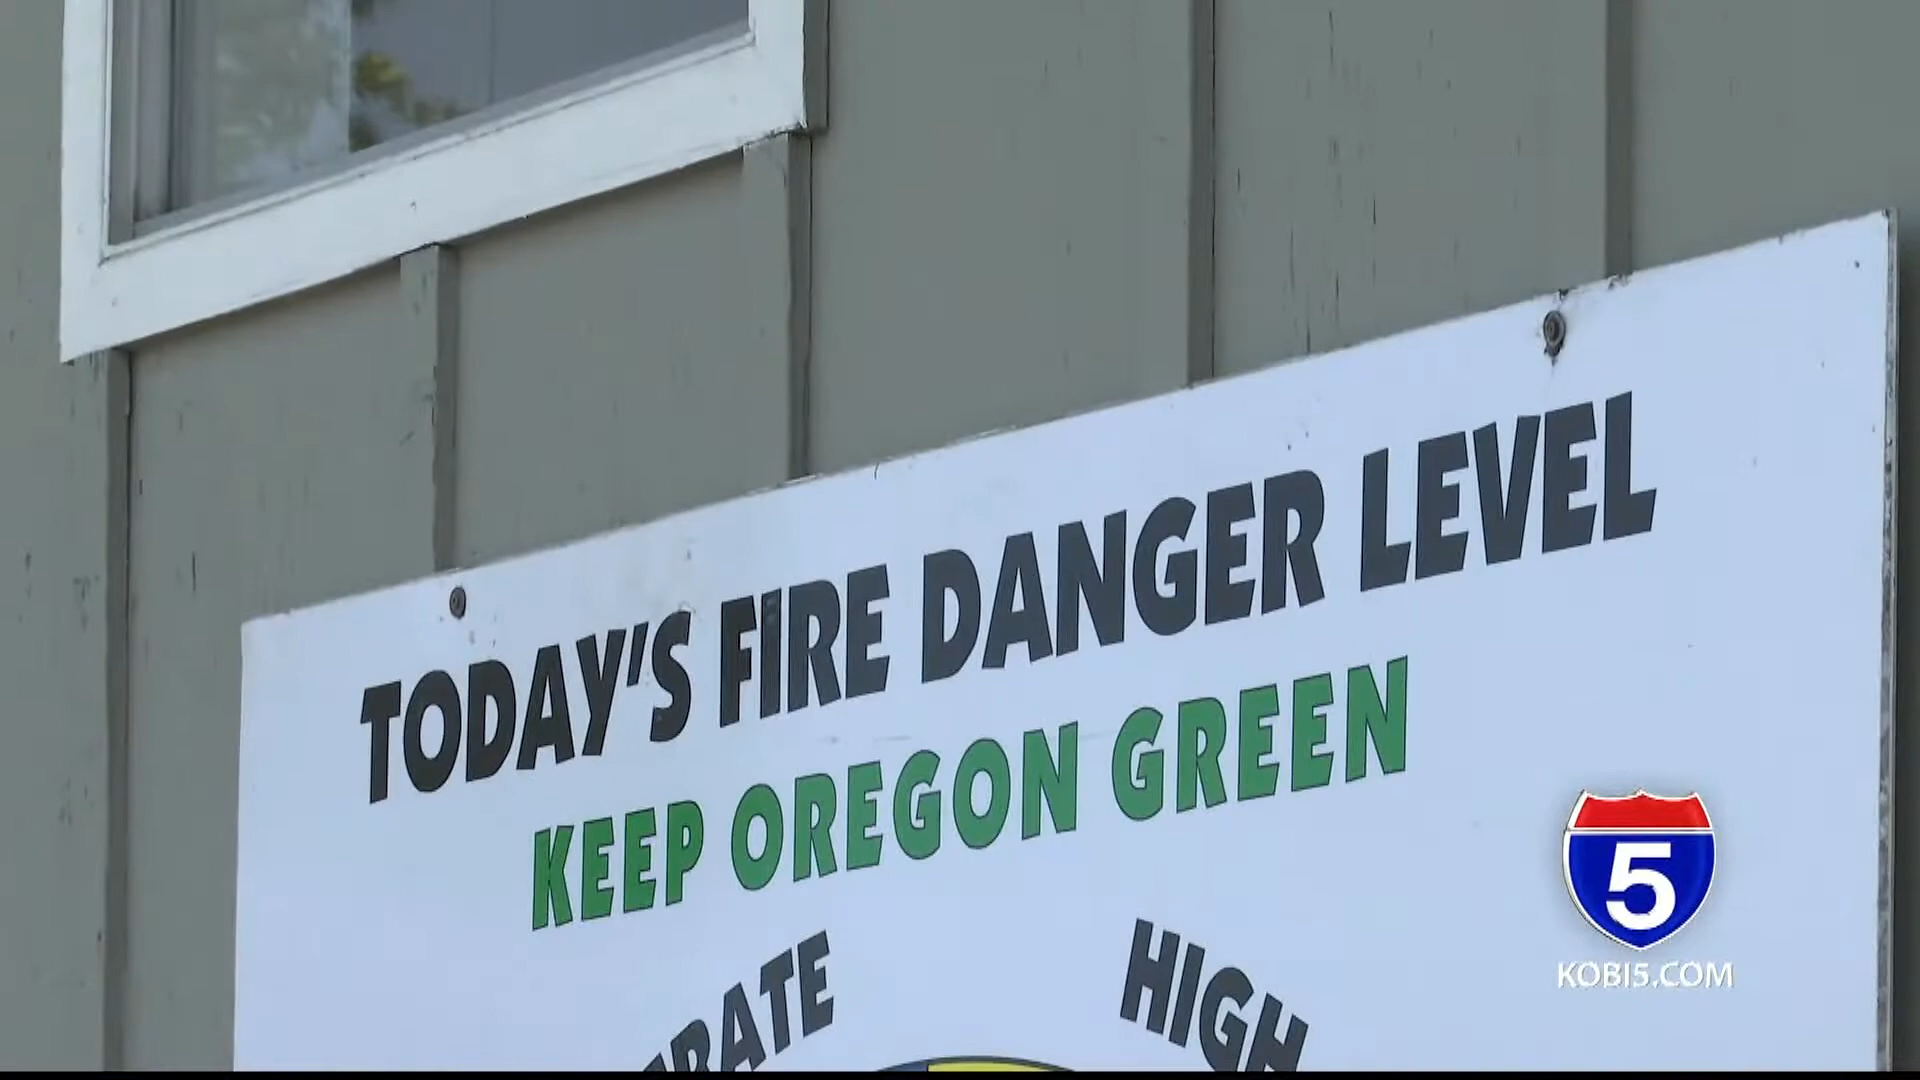 TODAY'S FIRE DANGER LEVEL
KEEP OREGON GREEN
HIGH
5
KOBI5.COM